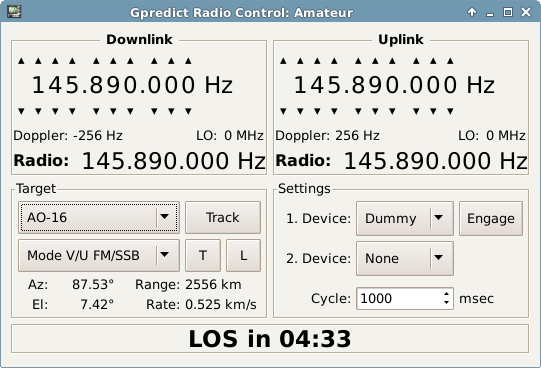 Gpredict Radio Control: Amateur
Downlink
145.890.000 Hz
Doppler: -256 Hz LO: 0 MHz
Radio: 145.890.000 Hz
Uplink
145.890.000 Hz
Doppler: 256 Hz LO: 0 MHz
Radio: 145.890.000 Hz
Target
AO-16 Track
Mode V/U FM/SSB T L
Az: 87.53° Range: 2556 km
El: 7.42° Rate: 0.525 km/s
Settings
1. Device: Dummy Engage
2. Device: None
Cycle: 1000 msec
LOS in 04:33